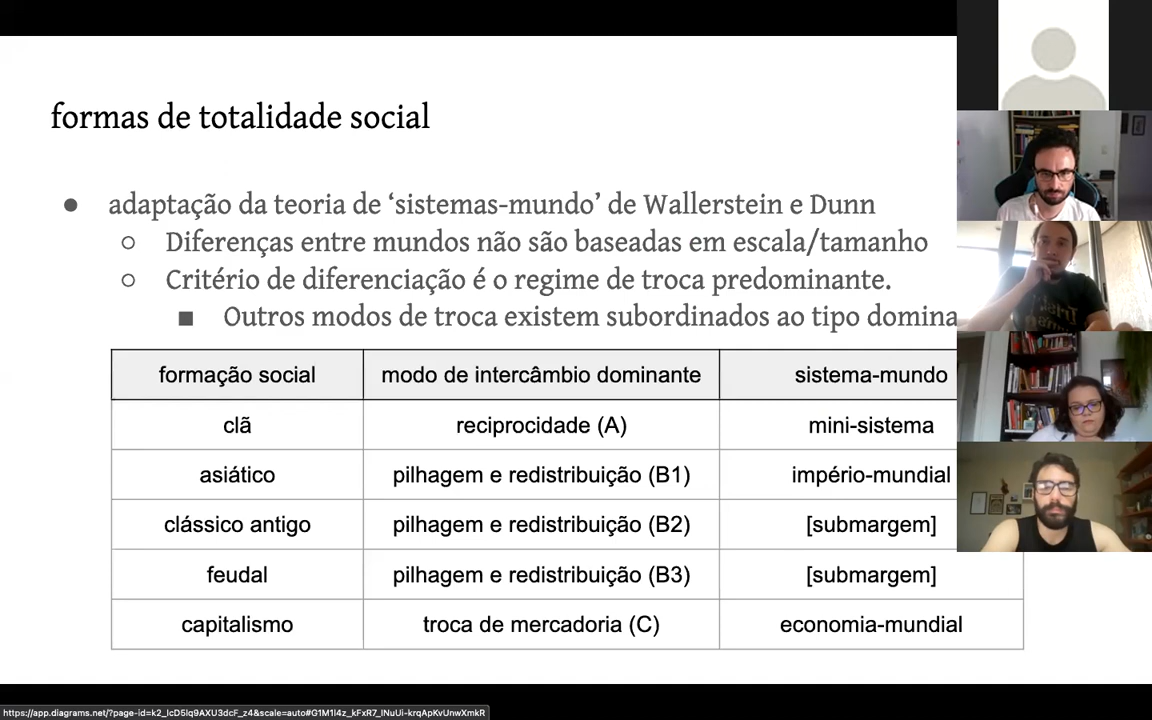 formas de totalidade social
● adaptação da teoria de ‘sistemas-mundo’ de Wallerstein e Dunn
○ Diferenças entre mundos não são baseadas em escala/tamanho
○ Critério de diferenciação é o regime de troca predominante.
■ Outros modos de troca existem subordinados ao tipo domina
formação social modo de intercâmbio dominante sistema-mundo
clã reciprocidade (A) mini-sistema
asiático pilhagem e redistribuição (B1) império-mundial
clássico antigo pilhagem e redistribuição (B2) [submargem]
feudal pilhagem e redistribuição (B3) [submargem]
capitalismo troca de mercadoria (C) economia-mundial